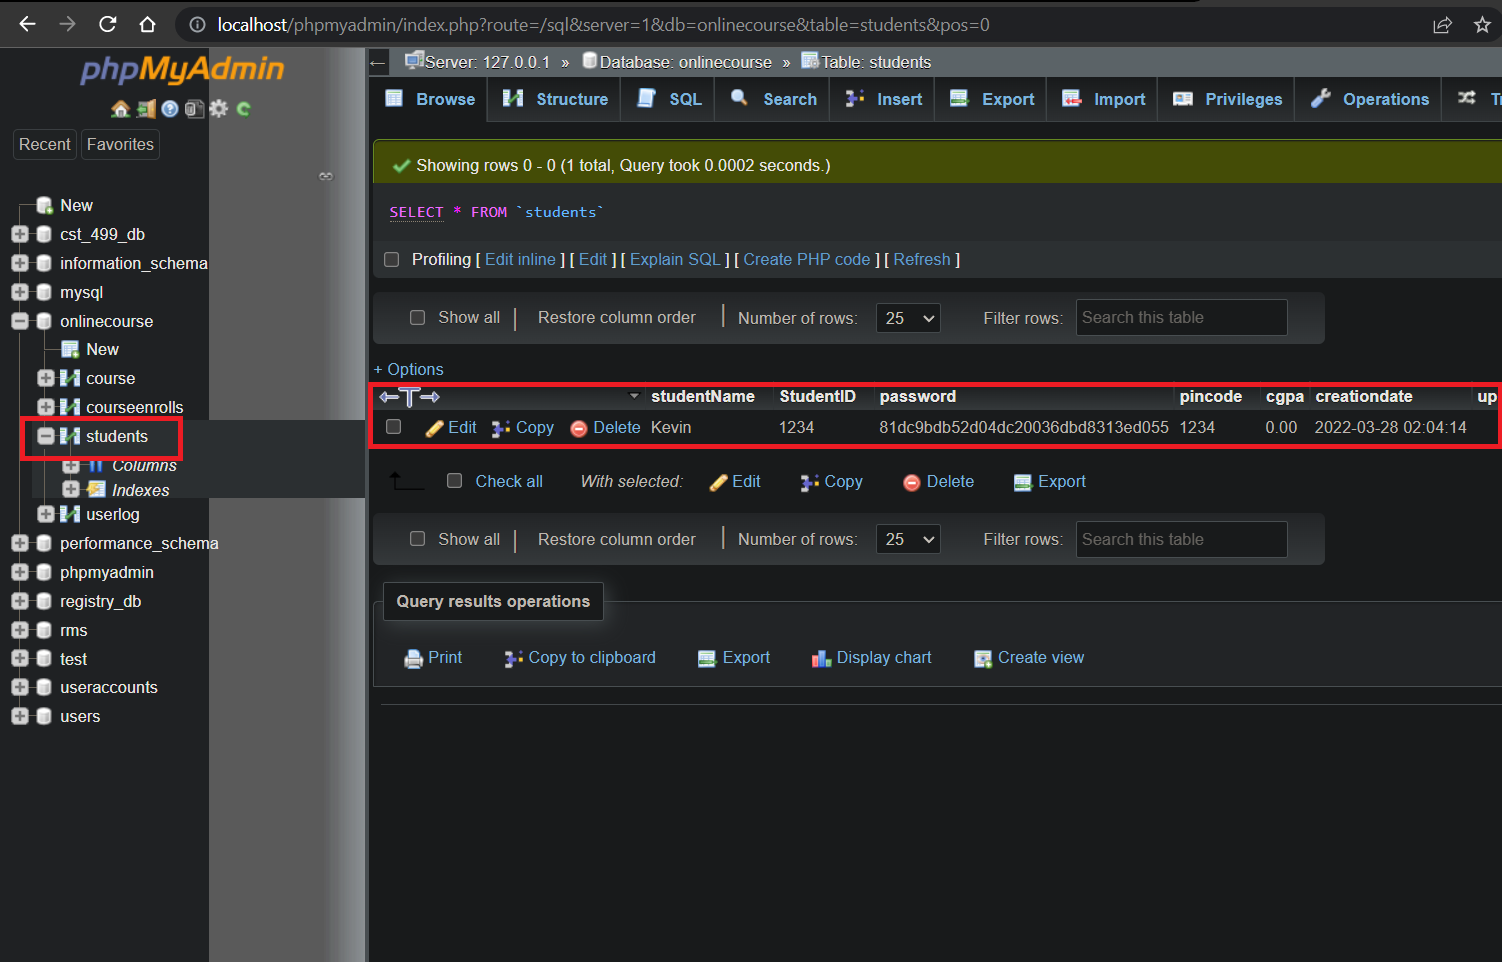 localhost/phpmyadmin/index.php?route=/sql&server=1&db=onlinecourse&table=students&pos=0
phpMyAdmin
Recent Favorites
New
cst_499_db
information_schema
mysql
onlinecourse
New
course
courseenrolls
students
Columns
Indexes
userlog
performance_schema
phpmyadmin
registry_db
rms
test
useraccounts
users
Server: 127.0.0.1 » Database: onlinecourse » Table: students
Browse Structure SQL Search Insert Export Import Privileges Operations
Showing rows 0 - 0 (1 total, Query took 0.0002 seconds.)
SELECT * FROM `students`
Profiling [ Edit inline ] [ Edit ] [ Explain SQL ] [ Create PHP code ] [ Refresh ]
Show all | Restore column order | Number of rows: 25 Filter rows: Search this table
+ Options
studentName StudentID password pincode cgpa creationdate up
Edit Copy Delete Kevin 1234 81dc9bdb52d04dc20036dbd8313ed055 1234 0.00 2022-03-28 02:04:14
Check all With selected: Edit Copy Delete Export
Show all | Restore column order | Number of rows: 25 Filter rows: Search this table
Query results operations
Print Copy to clipboard Export Display chart Create view